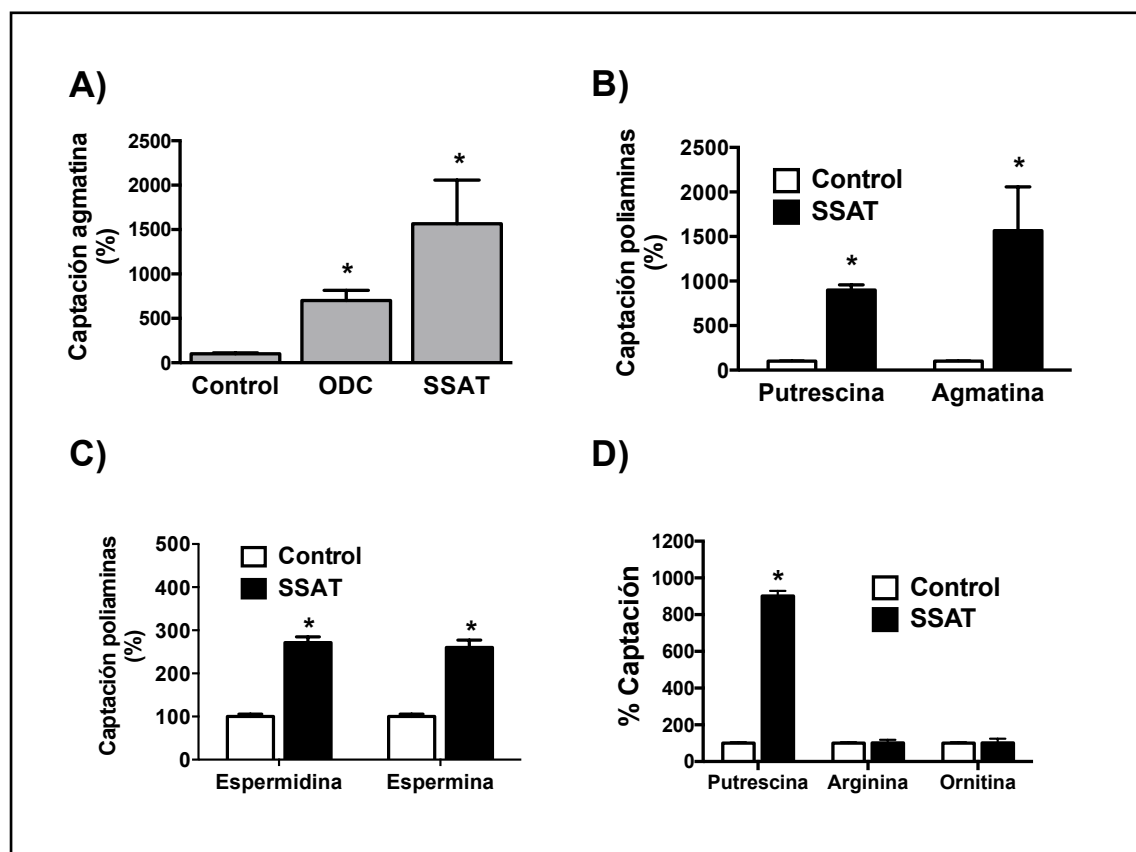 A)
Captación agmatina
(%)
2500
2000
1500
1000
500
0
*
*
Control ODC SSAT
B)
Captación poliaminas
(%)
2500
2000
1500
1000
500
0
Control
SSAT
*
*
Putrescina Agmatina
C)
Captación poliaminas
(%)
500
400
300
200
100
0
Control
SSAT
*
*
Espermidina Espermina
D)
% Captación
1200
1000
800
600
400
200
0
Control
SSAT
*
Putrescina Arginina Ornitina